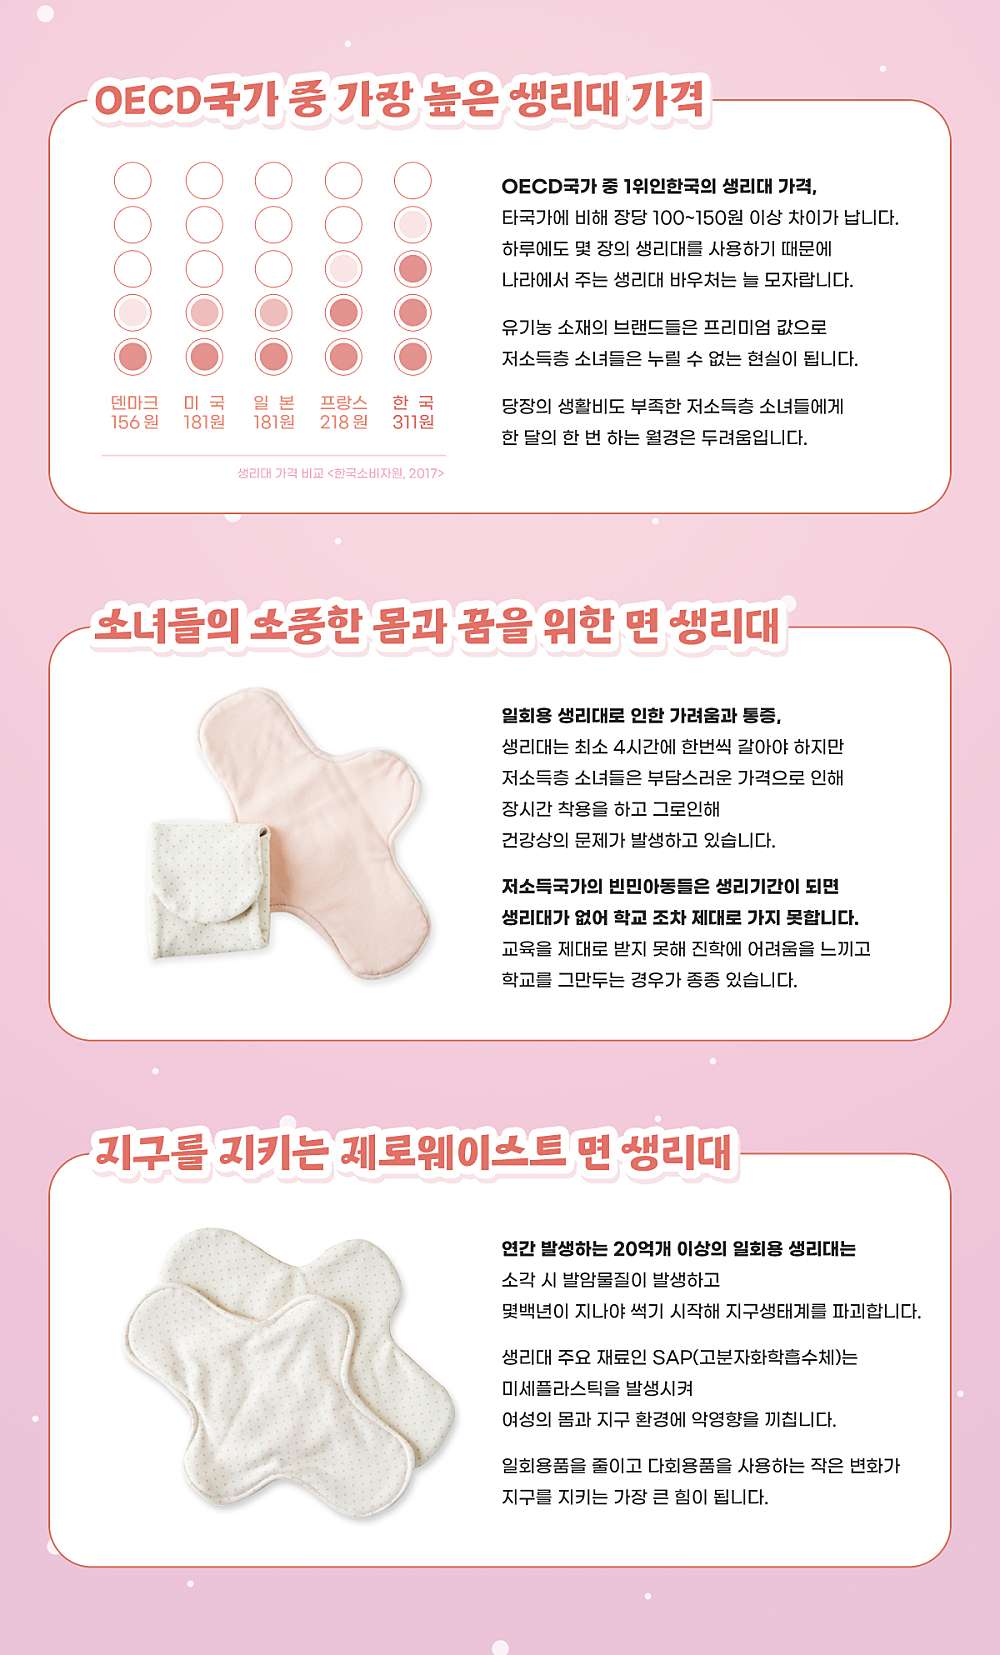 OECD국가 중 가장 높은 생리대 가격
덴마크 미 국 일 본 프랑스 한 국
156원 181원 181원 218원 311원
생리대 가격 비교 <한국소비자원, 2017>
OECD국가 중 1위인한국의 생리대 가격,
타국가에 비해 장당 100~150원 이상 차이가 납니다.
하루에도 몇 장의 생리대를 사용하기 때문에
나라에서 주는 생리대 바우처는 늘 모자랍니다.
유기농 소재의 브랜드들은 프리미엄 값으로
저소득층 소녀들은 누릴 수 없는 현실이 됩니다.
당장의 생활비도 부족한 저소득층 소녀들에게
한 달의 한 번 하는 월경은 두려움입니다.
소녀들의 소중한 몸과 꿈을 위한 면 생리대
일회용 생리대로 인한 가려움과 통증,
생리대는 최소 4시간에 한번씩 갈아야 하지만
저소득층 소녀들은 부담스러운 가격으로 인해
장시간 착용을 하고 그로인해
건강상의 문제가 발생하고 있습니다.
저소득국가의 빈민아동들은 생리기간이 되면
생리대가 없어 학교 조차 제대로 가지 못합니다.
교육을 제대로 받지 못해 진학에 어려움을 느끼고
학교를 그만두는 경우가 종종 있습니다.
지구를 지키는 제로웨이스트 면 생리대
연간 발생하는 20억개 이상의 일회용 생리대는
소각 시 발암물질이 발생하고
몇백년이 지나야 썩기 시작해 지구생태계를 파괴합니다.
생리대 주요 재료인 SAP(고분자화학흡수체)는
미세플라스틱을 발생시켜
여성의 몸과 지구 환경에 악영향을 끼칩니다.
일회용품을 줄이고 다회용품을 사용하는 작은 변화가
지구를 지키는 가장 큰 힘이 됩니다.